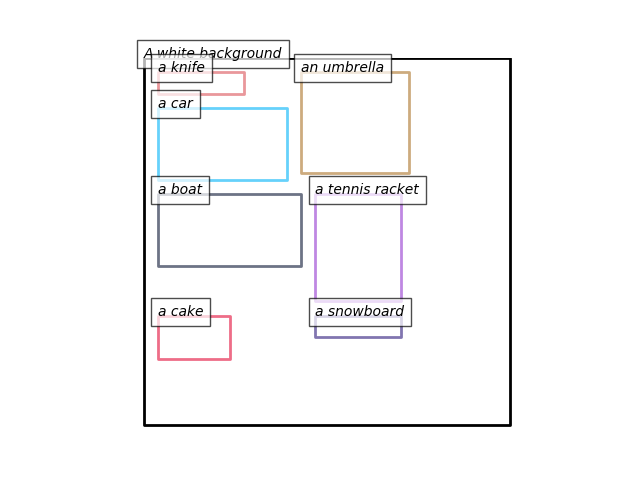 A white background
a knife
an umbrella
a car
a boat
a tennis racket
a cake
a snowboard